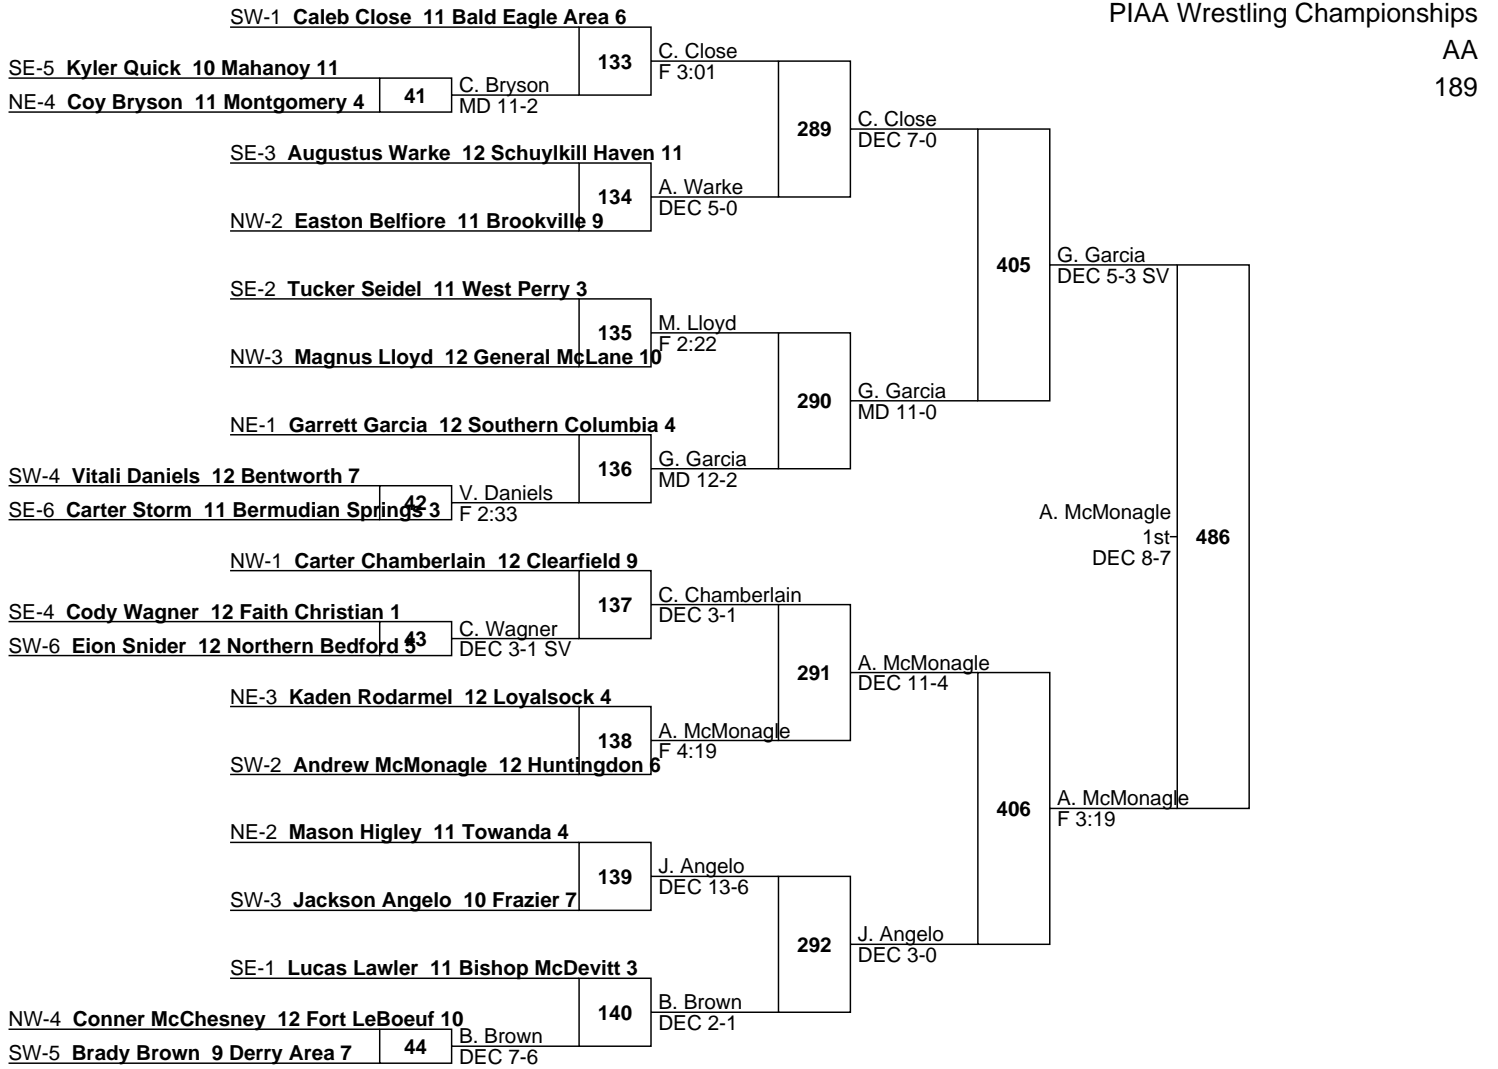 PIAA Wrestling Championships
AA
189
SW-1 Caleb Close 11 Bald Eagle Area 6
133
C. Close
F 3:01
SE-5 Kyler Quick 10 Mahanoy 11
NE-4 Coy Bryson 11 Montgomery 4
41
C. Bryson
MD 11-2
289
C. Close
DEC 7-0
SE-3 Augustus Warke 12 Schuylkill Haven 11
134
A. Warke
DEC 5-0
NW-2 Easton Belfiore 11 Brookville 9
405
G. Garcia
DEC 5-3 SV
SE-2 Tucker Seidel 11 West Perry 3
135
M. Lloyd
F 2:22
NW-3 Magnus Lloyd 12 General McLane 10
290
G. Garcia
MD 11-0
NE-1 Garrett Garcia 12 Southern Columbia 4
136
G. Garcia
MD 12-2
SW-4 Vitali Daniels 12 Bentworth 7
SE-6 Carter Storm 11 Bermudian Springs 3
42
V. Daniels
F 2:33
A. McMonagle
1st
DEC 8-7
486
NW-1 Carter Chamberlain 12 Clearfield 9
137
C. Chamberlain
DEC 3-1
SE-4 Cody Wagner 12 Faith Christian 1
SW-6 Eion Snider 12 Northern Bedford 5
43
C. Wagner
DEC 3-1 SV
291
A. McMonagle
DEC 11-4
NE-3 Kaden Rodarmel 12 Loyalsock 4
138
A. McMonagle
F 4:19
SW-2 Andrew McMonagle 12 Huntingdon 6
406
A. McMonagle
F 3:19
NE-2 Mason Higley 11 Towanda 4
139
J. Angelo
DEC 13-6
SW-3 Jackson Angelo 10 Frazier 7
292
J. Angelo
DEC 3-0
SE-1 Lucas Lawler 11 Bishop McDevitt 3
140
B. Brown
DEC 2-1
NW-4 Conner McChesney 12 Fort LeBoeuf 10
SW-5 Brady Brown 9 Derry Area 7
44
B. Brown
DEC 7-6